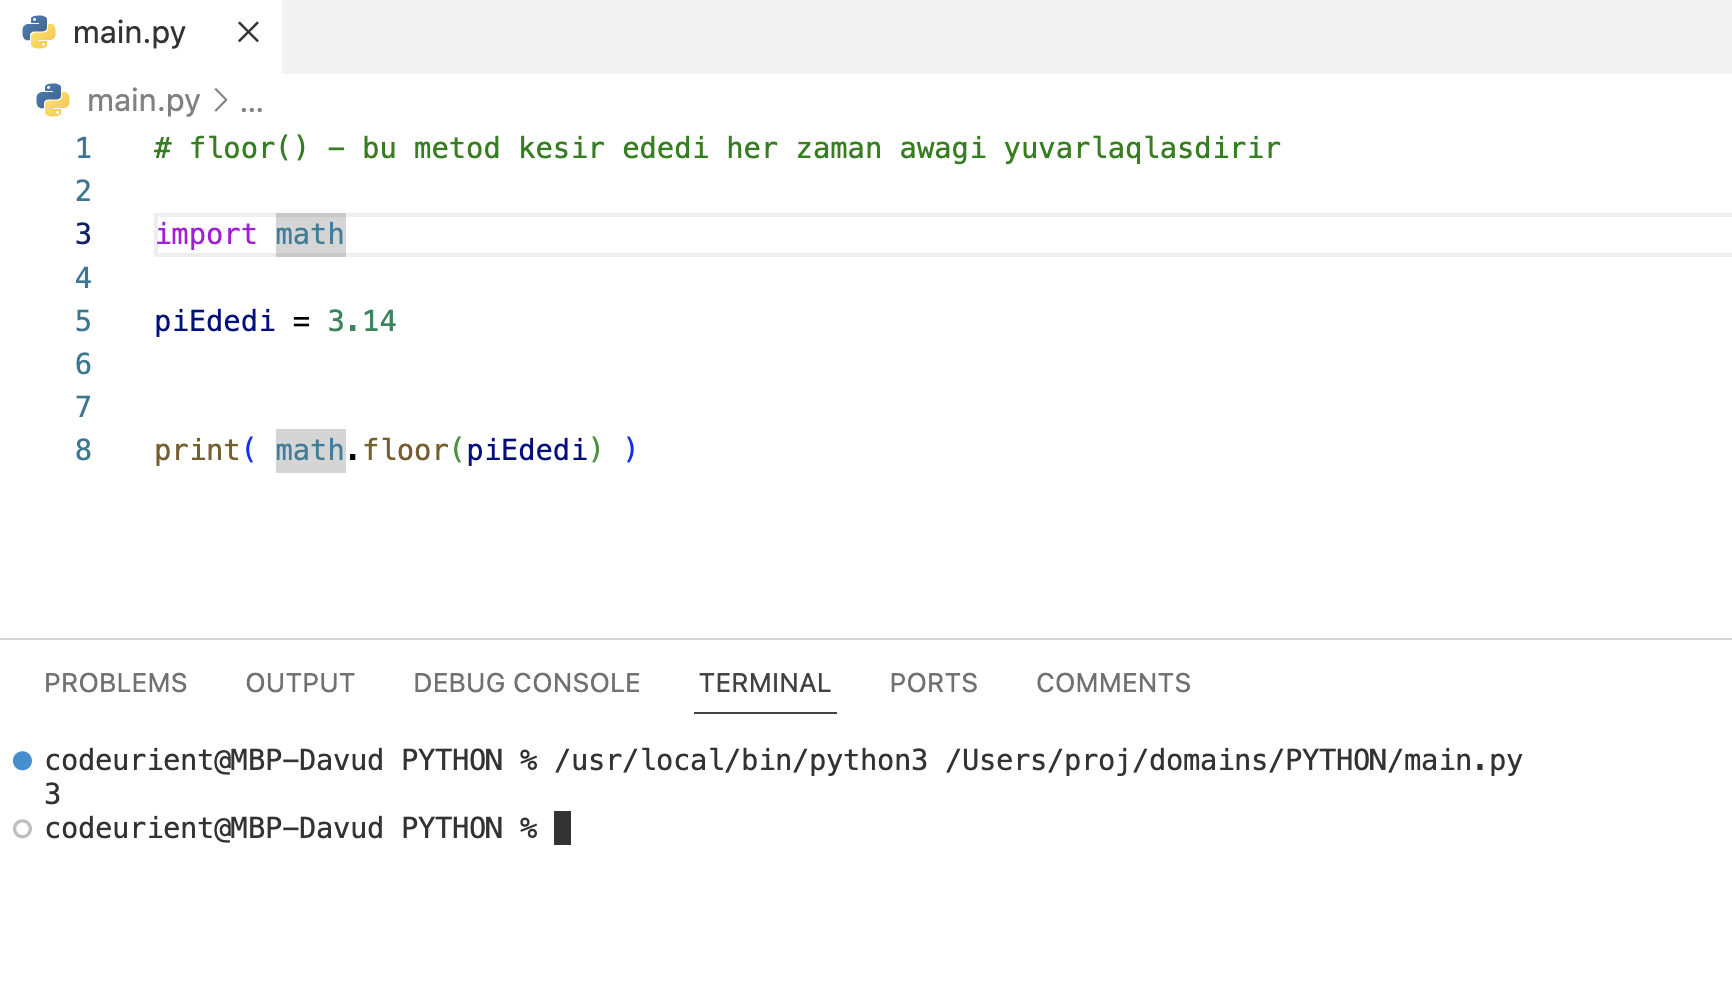 main.py
main.py > ...
1 # floor() – bu metod kesir ededi her zaman awagi yuvarlaqlasdirir
2
3 import math
4
5 piEdedi = 3.14
6
7
8 print( math.floor(piEdedi) )
PROBLEMS OUTPUT DEBUG CONSOLE TERMINAL PORTS COMMENTS
codeurient@MBP-Davud PYTHON % /usr/local/bin/python3 /Users/proj/domains/PYTHON/main.py
3
codeurient@MBP-Davud PYTHON %